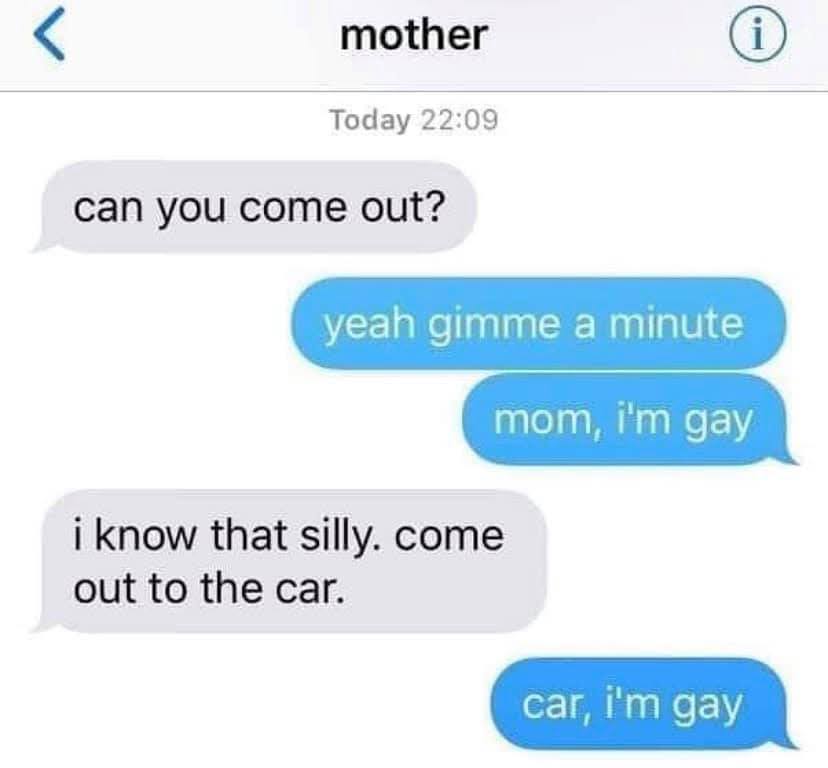 mother
i
Today 22:09
can you come out?
yeah gimme a minute
mom, i'm gay
i know that silly. come
out to the car.
car, i'm gay